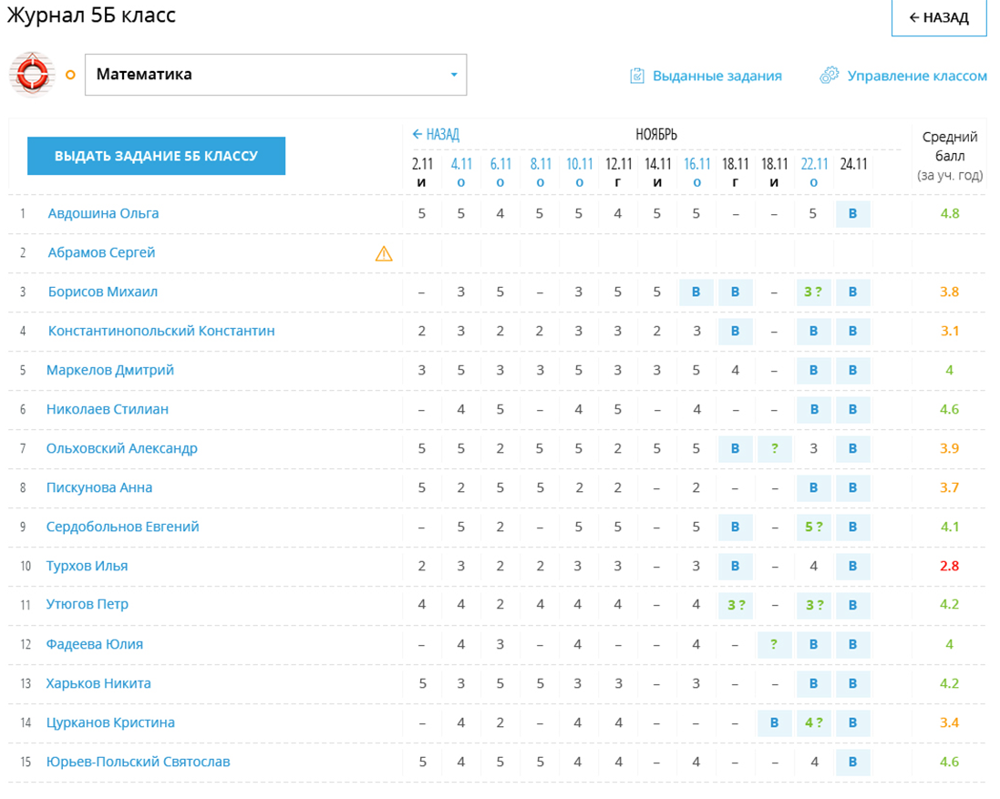 Журнал 5Б класс
← НАЗАД
Математика
Выданные задания
Управление классом
ВЫДАТЬ ЗАДАНИЕ 5Б КЛАССУ
← НАЗАД НОЯБРЬ
Средний
балл
(за уч. год)
2.11 4.11 6.11 8.11 10.11 12.11 14.11 16.11 18.11 18.11 22.11 24.11
и о о о о г и о г и о
1 Авдошина Ольга 5 5 4 5 5 4 5 5 – – 5 В 4.8
2 Абрамов Сергей
3 Борисов Михаил – 3 5 – 3 5 5 В В – 3 ? В 3.8
4 Константинопольский Константин 2 3 2 2 3 3 2 3 В – В В 3.1
5 Маркелов Дмитрий 3 5 3 3 5 3 3 5 4 – В В 4
6 Николаев Стилиан – 4 5 – 4 5 – 4 – – В В 4.6
7 Ольховский Александр 5 5 2 5 5 2 5 5 В ? 3 В 3.9
8 Пискунова Анна 5 2 5 5 2 2 – 2 – – В В 3.7
9 Сердобольнов Евгений – 5 2 – 5 5 – 5 В – 5 ? В 4.1
10 Турхов Илья 2 3 2 2 3 3 – 3 В – 4 В 2.8
11 Утюгов Петр 4 4 2 4 4 4 – 4 3 ? – 3 ? В 4.2
12 Фадеева Юлия – 4 3 – 4 – – 4 – ? В В 4
13 Харьков Никита 5 3 5 5 3 3 – 3 – – В В 4.2
14 Цурканов Кристина – 4 2 – 4 4 – – – В 4 ? В 3.4
15 Юрьев-Польский Святослав 5 4 5 5 4 4 – 4 – – 4 В 4.6